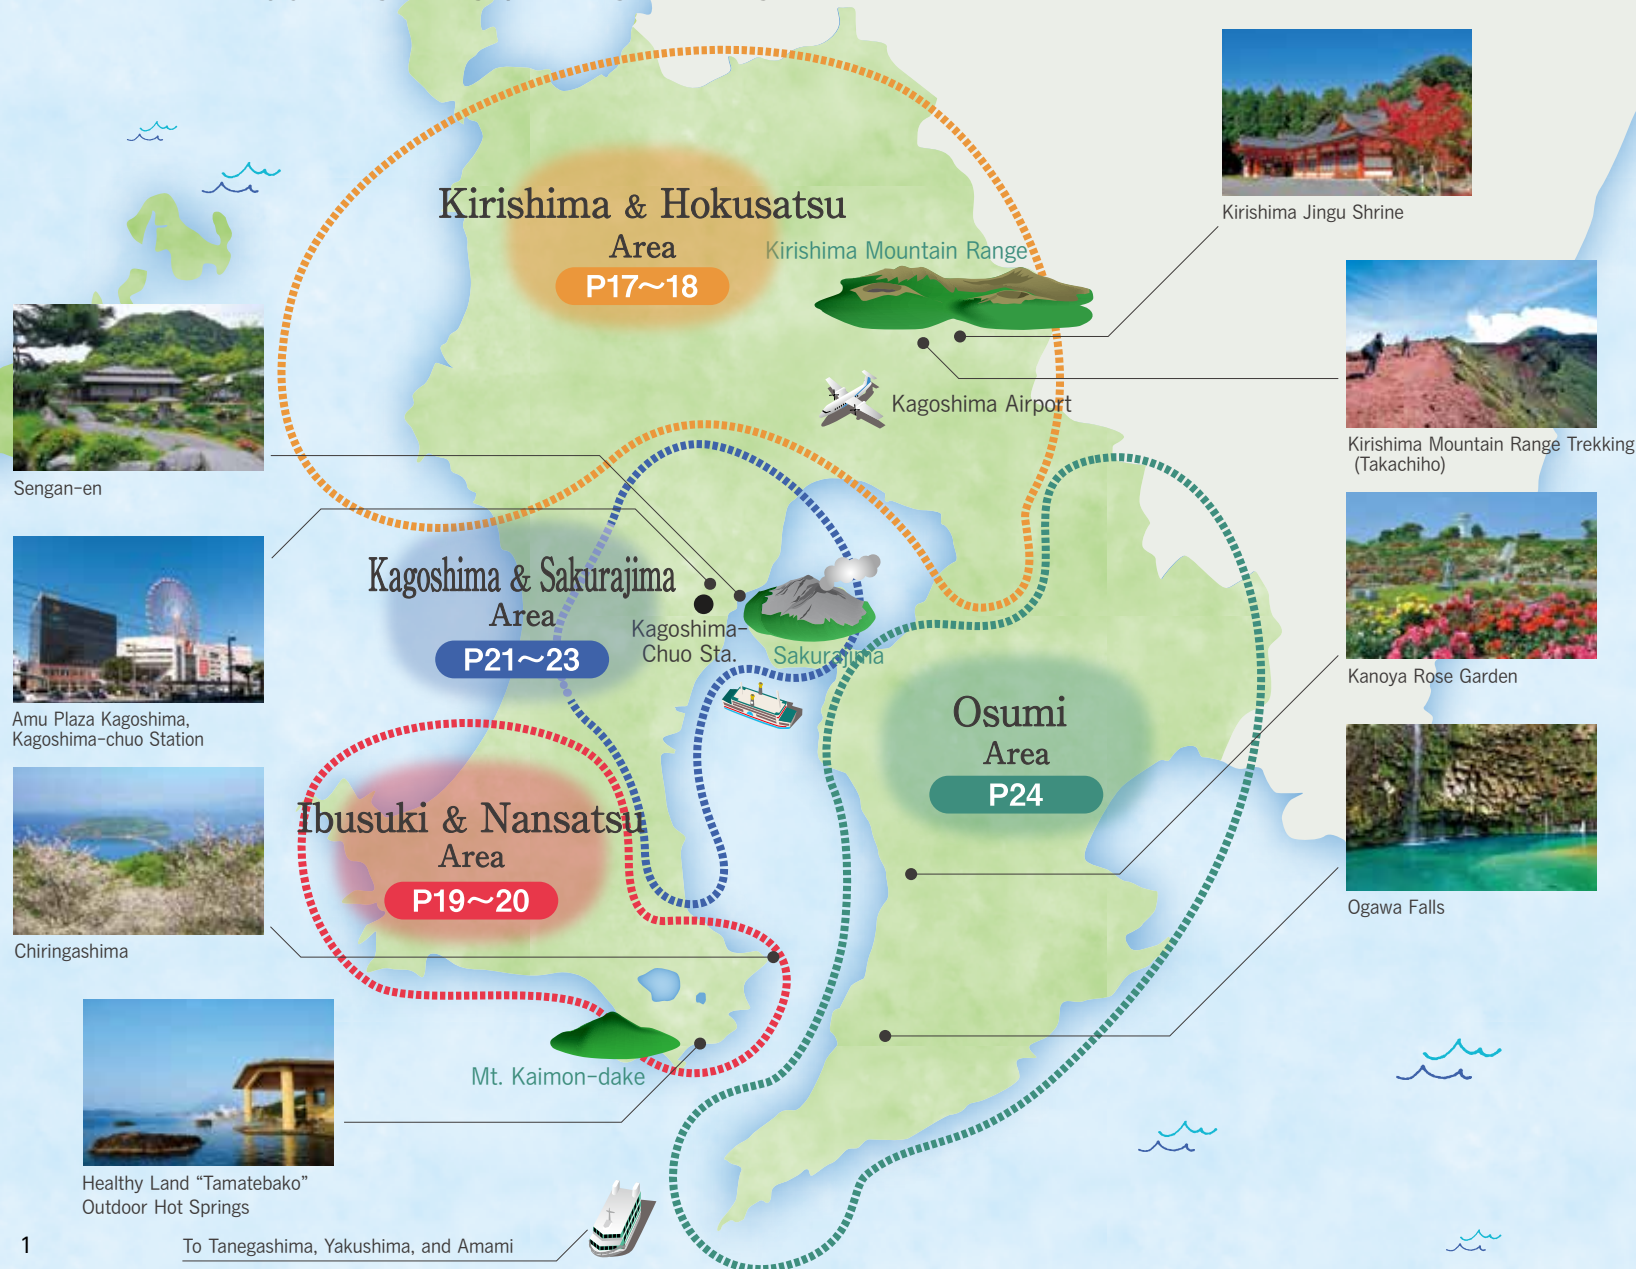 Kirishima & Hokusatsu
Area
P17～18
Kirishima Mountain Range
Kirishima Jingu Shrine
Kagoshima Airport
Kirishima Mountain Range Trekking
(Takachiho)
Sengan-en
Kagoshima & Sakurajima
Area
P21～23
Kagoshima-
Chuo Sta.
Sakurajima
Kanoya Rose Garden
Amu Plaza Kagoshima,
Kagoshima-chuo Station
Osumi
Area
P24
Ibusuki & Nansatsu
Area
P19～20
Ogawa Falls
Chiringashima
Mt. Kaimon-dake
Healthy Land “Tamatebako”
Outdoor Hot Springs
To Tanegashima, Yakushima, and Amami
1